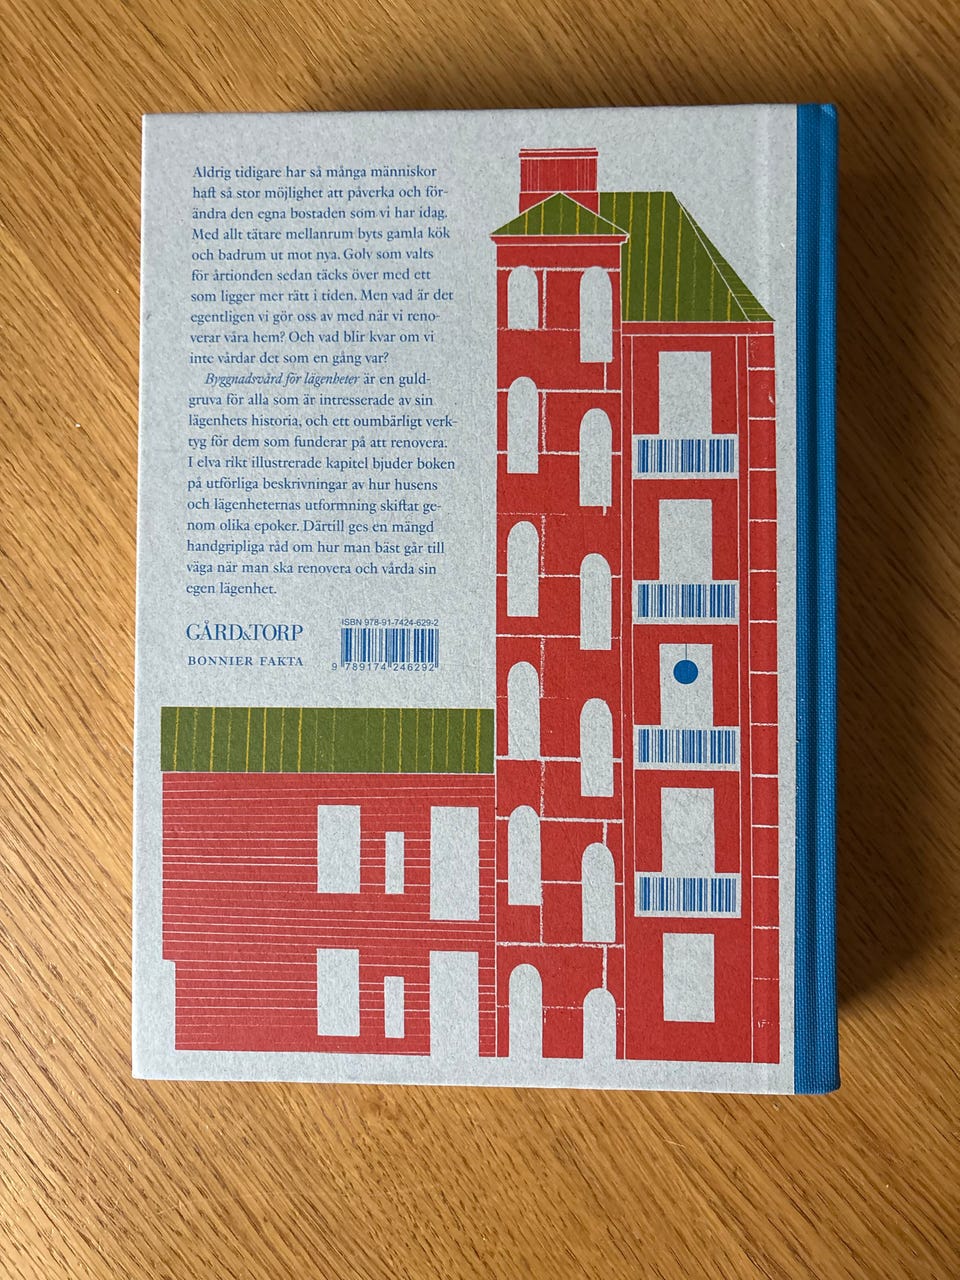 Aldrig tidigare har så många människor
haft så stor möjlighet att påverka och för-
ändra den egna bostaden som vi har idag.
Med allt tätare mellanrum byts gamla kök
och badrum ut mot nya. Golv som valts
för årtionden sedan täcks över med ett
som ligger mer rätt i tiden. Men vad är det
egentligen vi gör oss av med när vi reno-
verar våra hem? Och vad blir kvar om vi
inte vårdar det som en gång var?
Byggnadsvård för lägenheter är en guld-
gruva för alla som är intresserade av sin
lägenhets historia, och ett oumbärligt verk-
tyg för dem som funderar på att renovera.
I elva rikt illustrerade kapitel bjuder boken
på utförliga beskrivningar av hur husens
och lägenheternas utformning skiftat ge-
nom olika epoker. Därtill ges en mängd
handgripliga råd om hur man bäst går till
väga när man ska renovera och vårda sin
egen lägenhet.
GÅRD&TORP
BONNIER FAKTA
ISBN 978-91-7424-629-2
9 789174 246292